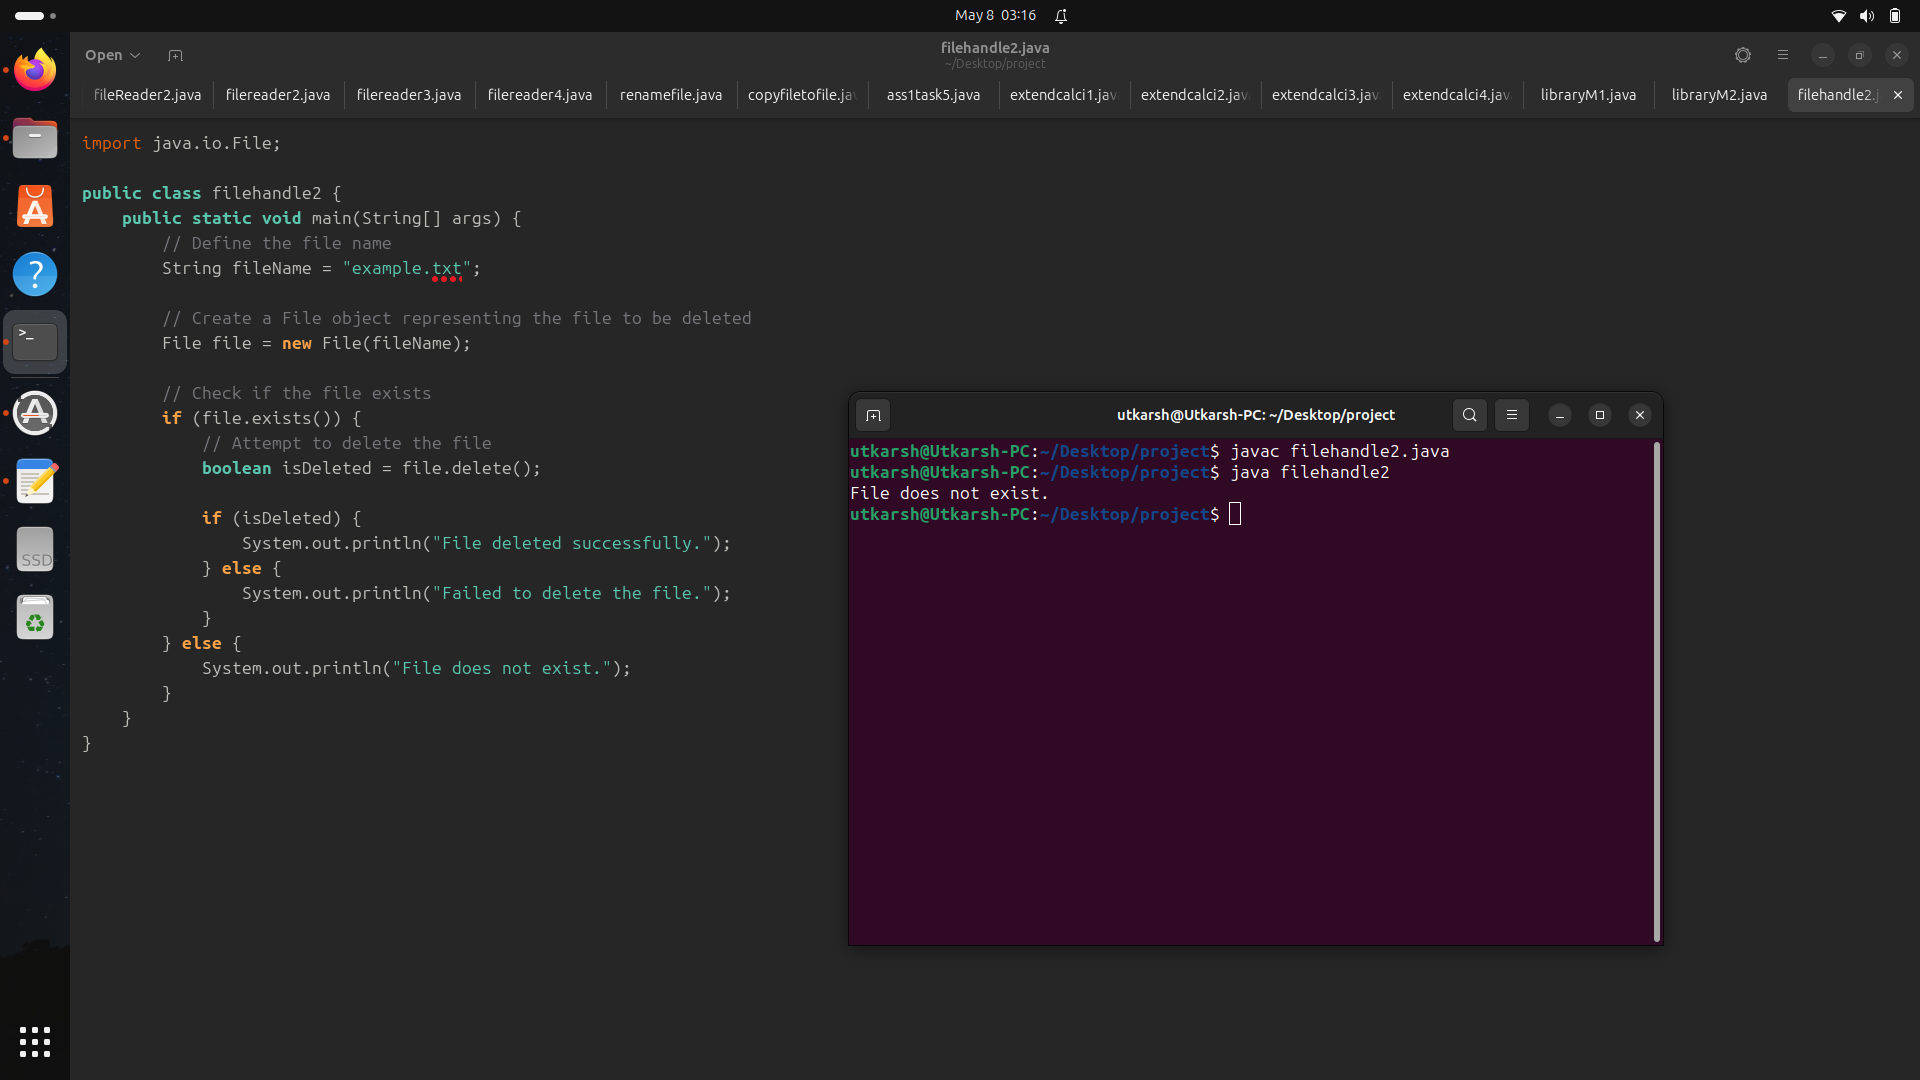 May 8 03:16
Open
filehandle2.java
~/Desktop/project
fileReader2.java
filereader2.java
filereader3.java
filereader4.java
renamefile.java
copyfiletofile.jav
ass1task5.java
extendcalci1.jav
extendcalci2.jav
extendcalci3.jav
extendcalci4.jav
libraryM1.java
libraryM2.java
filehandle2.j
import java.io.File;
public class filehandle2 {
    public static void main(String[] args) {
        // Define the file name
        String fileName = "example.txt";
        // Create a File object representing the file to be deleted
        File file = new File(fileName);
        // Check if the file exists
        if (file.exists()) {
            // Attempt to delete the file
            boolean isDeleted = file.delete();
            if (isDeleted) {
                System.out.println("File deleted successfully.");
            } else {
                System.out.println("Failed to delete the file.");
            }
        } else {
            System.out.println("File does not exist.");
        }
    }
}
utkarsh@Utkarsh-PC: ~/Desktop/project
utkarsh@Utkarsh-PC:~/Desktop/project$ javac filehandle2.java
utkarsh@Utkarsh-PC:~/Desktop/project$ java filehandle2
File does not exist.
utkarsh@Utkarsh-PC:~/Desktop/project$
>_
SSD